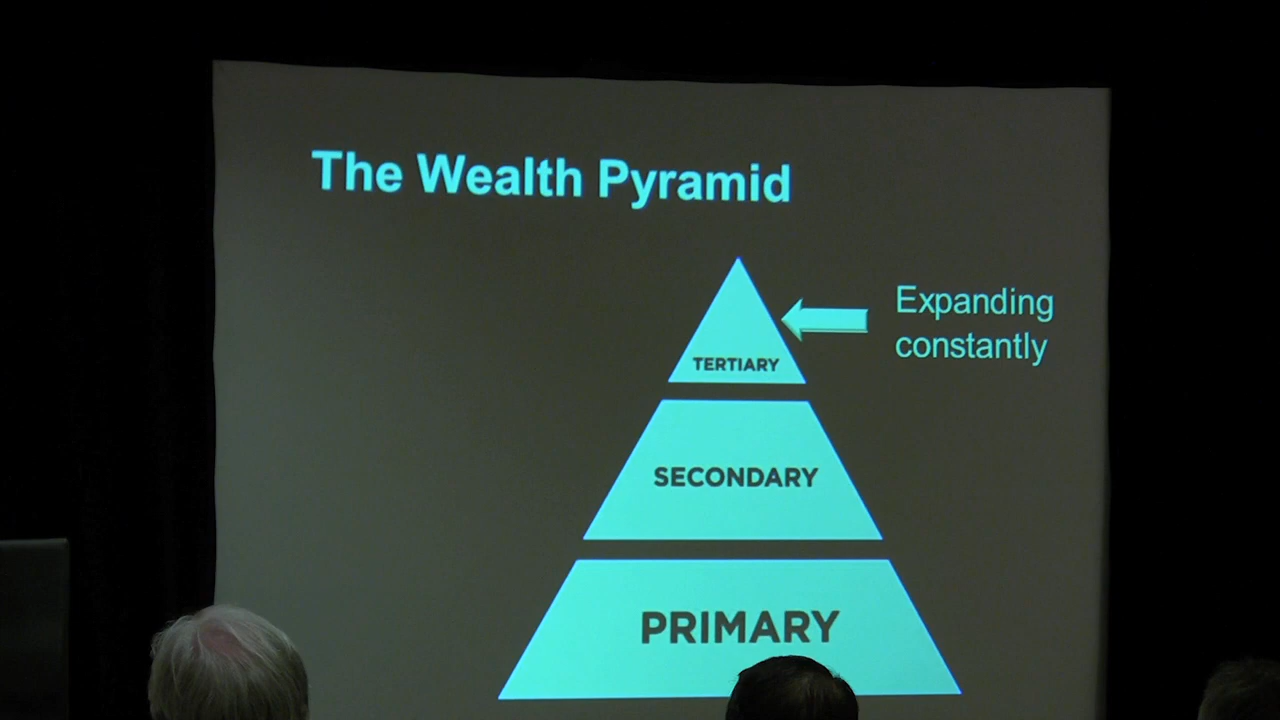 The Wealth Pyramid
Expanding
constantly
TERTIARY
SECONDARY
PRIMARY